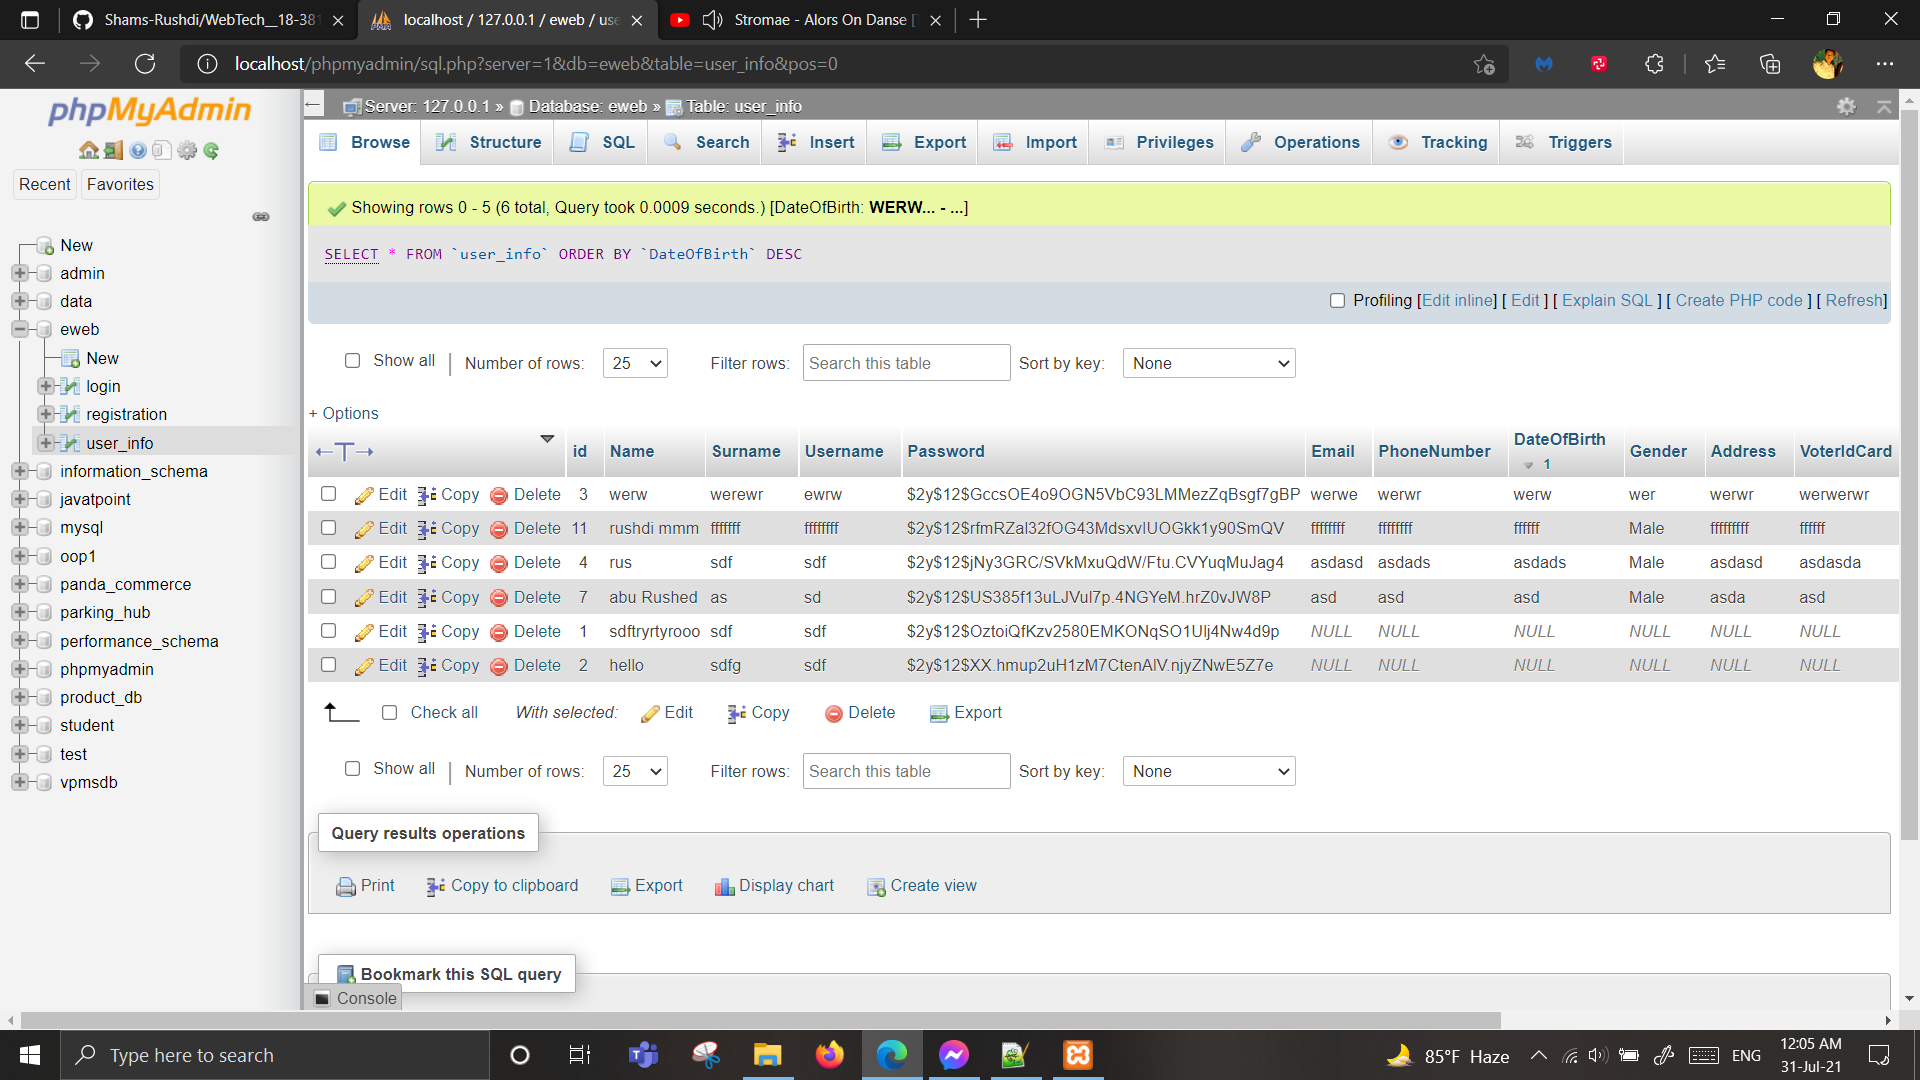 Shams-Rushdi/WebTech__18-381
localhost / 127.0.0.1 / eweb / use
Stromae - Alors On Danse [
localhost/phpmyadmin/sql.php?server=1&db=eweb&table=user_info&pos=0
phpMyAdmin
Recent Favorites
New
admin
data
eweb
New
login
registration
user_info
information_schema
javatpoint
mysql
oop1
panda_commerce
parking_hub
performance_schema
phpmyadmin
product_db
student
test
vpmsdb
Server: 127.0.0.1 » Database: eweb » Table: user_info
Browse Structure SQL Search Insert Export Import Privileges Operations Tracking Triggers
Showing rows 0 - 5 (6 total, Query took 0.0009 seconds.) [DateOfBirth: WERW... - ...]
SELECT * FROM `user_info` ORDER BY `DateOfBirth` DESC
Profiling [Edit inline] [ Edit ] [ Explain SQL ] [ Create PHP code ] [ Refresh]
Show all | Number of rows: 25 Filter rows: Search this table Sort by key: None
+ Options
id Name Surname Username Password Email PhoneNumber DateOfBirth 1 Gender Address VoterIdCard
Edit Copy Delete 3 werw werewr ewrw $2y$12$GccsOE4o9OGN5VbC93LMMezZqBsgf7gBP werwe werwr werw wer werwr werwerwr
Edit Copy Delete 11 rushdi mmm fffffff ffffffff $2y$12$rfmRZal32fOG43MdsxvIUOGkk1y90SmQV ffffffff ffffffff ffffff Male fffffffff ffffff
Edit Copy Delete 4 rus sdf sdf $2y$12$jNy3GRC/SVkMxuQdW/Ftu.CVYuqMuJag4 asdasd asdads asdads Male asdasd asdasda
Edit Copy Delete 7 abu Rushed as sd $2y$12$US385f13uLJVul7p.4NGYeM.hrZ0vJW8P asd asd asd Male asda asd
Edit Copy Delete 1 sdftryrtyrooo sdf sdf $2y$12$OztoiQfKzv2580EMKONqSO1Ulj4Nw4d9p NULL NULL NULL NULL NULL NULL
Edit Copy Delete 2 hello sdfg sdf $2y$12$XX.hmup2uH1zM7CtenAlV.njyZNwE5Z7e NULL NULL NULL NULL NULL NULL
Check all With selected: Edit Copy Delete Export
Show all | Number of rows: 25 Filter rows: Search this table Sort by key: None
Query results operations
Print Copy to clipboard Export Display chart Create view
Bookmark this SQL query
Console
Type here to search
85°F Haze
ENG
12:05 AM
31-Jul-21